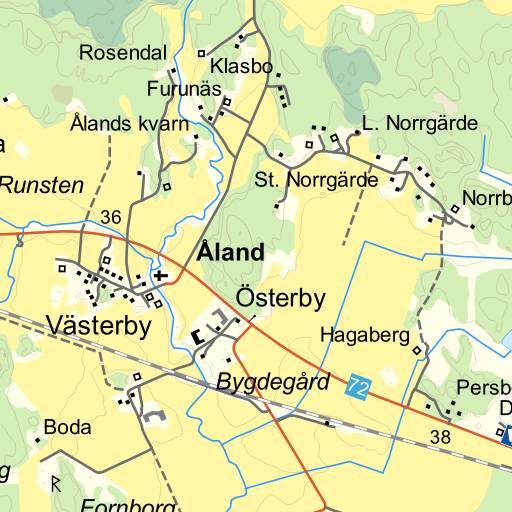 Rosendal
Klasbo
Furunäs
Ålands kvarn
L. Norrgärde
a
Runsten
St. Norrgärde
Norrb
36
Åland
Österby
Västerby
Hagaberg
Bygdegård
72
Persb
D
Boda
38
g
R
Fornborg